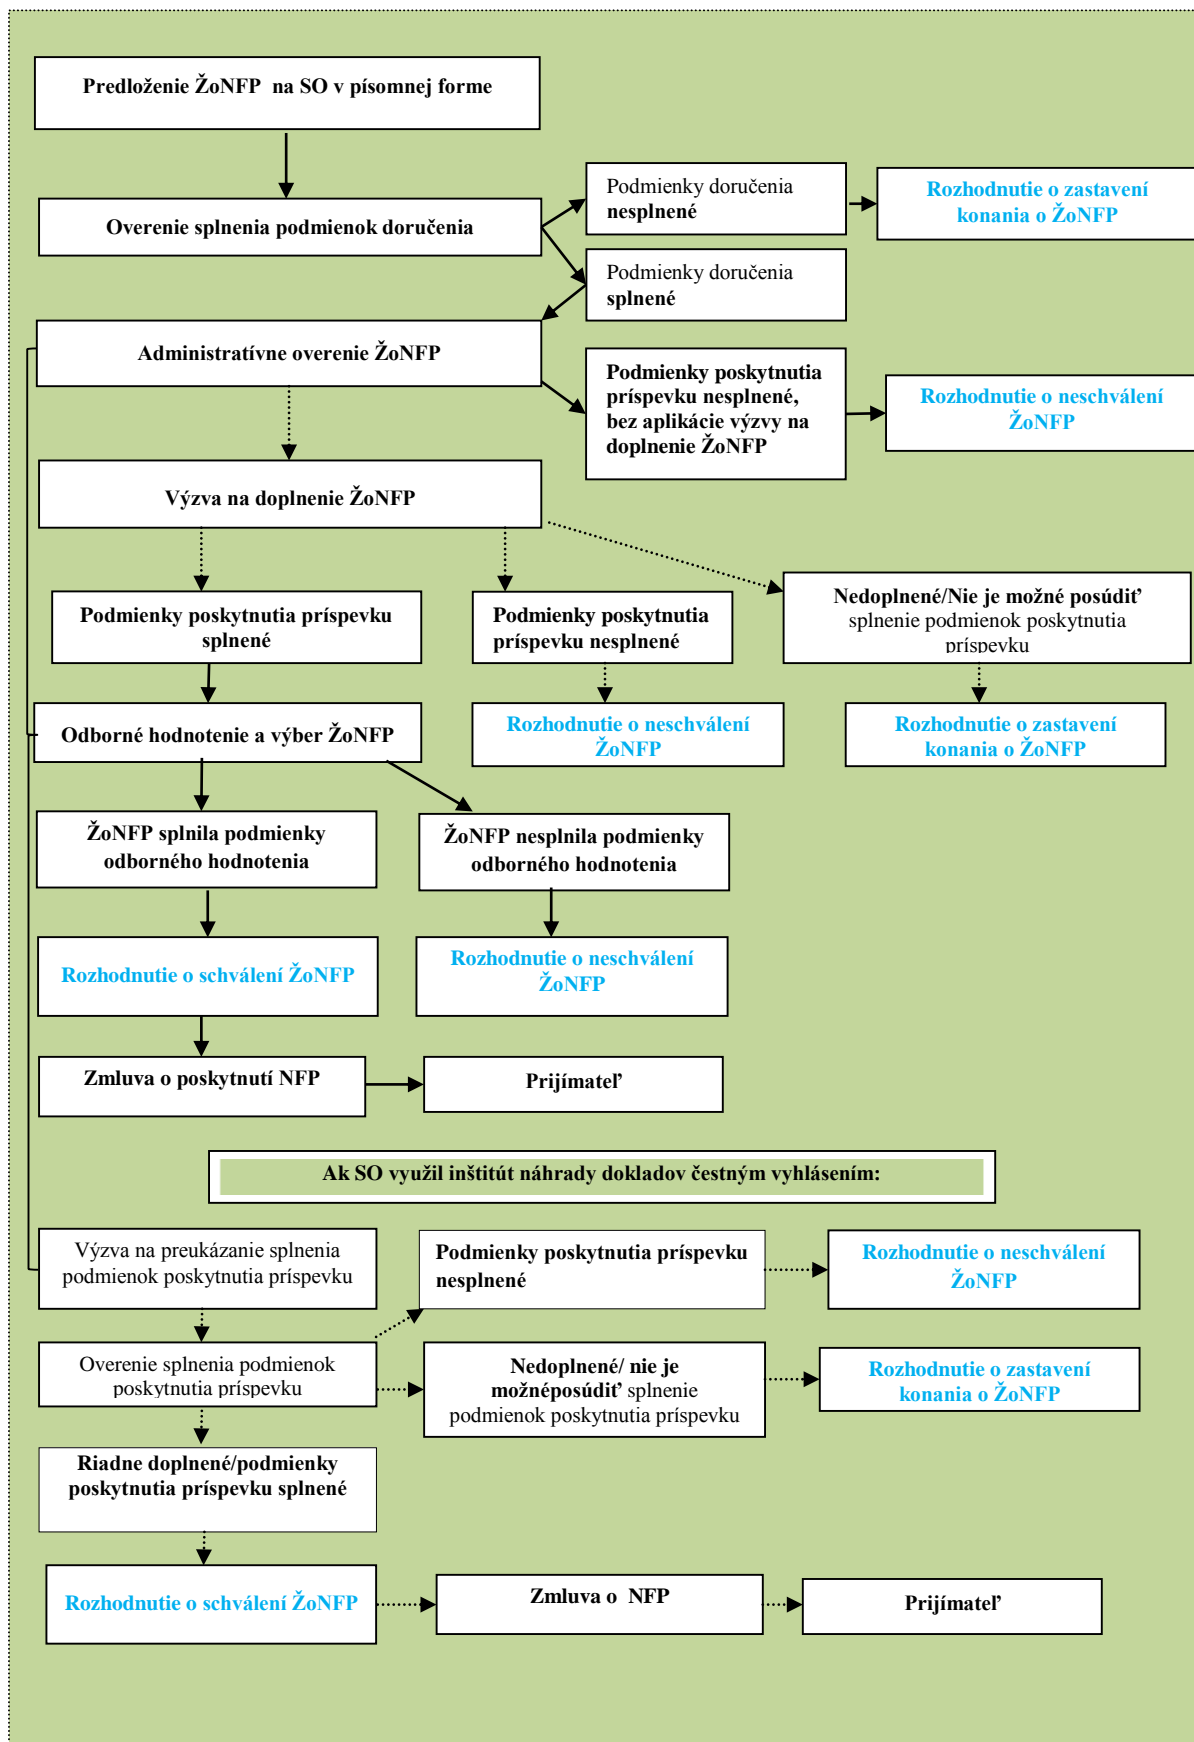 Predloženie ŽoNFP na SO v písomnej forme
Overenie splnenia podmienok doručenia
Podmienky doručenia
nesplnené
Rozhodnutie o zastavení
konania o ŽoNFP
Podmienky doručenia
splnené
Administratívne overenie ŽoNFP
Podmienky poskytnutia
príspevku nesplnené,
bez aplikácie výzvy na
doplnenie ŽoNFP
Rozhodnutie o neschválení
ŽoNFP
Výzva na doplnenie ŽoNFP
Podmienky poskytnutia príspevku
splnené
Podmienky poskytnutia
príspevku nesplnené
Nedoplnené/Nie je možné posúdiť
splnenie podmienok poskytnutia
príspevku
Odborné hodnotenie a výber ŽoNFP
Rozhodnutie o neschválení
ŽoNFP
Rozhodnutie o zastavení
konania o ŽoNFP
ŽoNFP splnila podmienky
odborného hodnotenia
ŽoNFP nesplnila podmienky
odborného hodnotenia
Rozhodnutie o schválení ŽoNFP
Rozhodnutie o neschválení
ŽoNFP
Zmluva o poskytnutí NFP
Prijímateľ
Ak SO využil inštitút náhrady dokladov čestným vyhlásením:
Výzva na preukázanie splnenia
podmienok poskytnutia príspevku
Podmienky poskytnutia príspevku
nesplnené
Rozhodnutie o neschválení
ŽoNFP
Overenie splnenia podmienok
poskytnutia príspevku
Nedoplnené/ nie je
možnéposúdiť splnenie
podmienok poskytnutia príspevku
Rozhodnutie o zastavení
konania o ŽoNFP
Riadne doplnené/podmienky
poskytnutia príspevku splnené
Rozhodnutie o schválení ŽoNFP
Zmluva o NFP
Prijímateľ